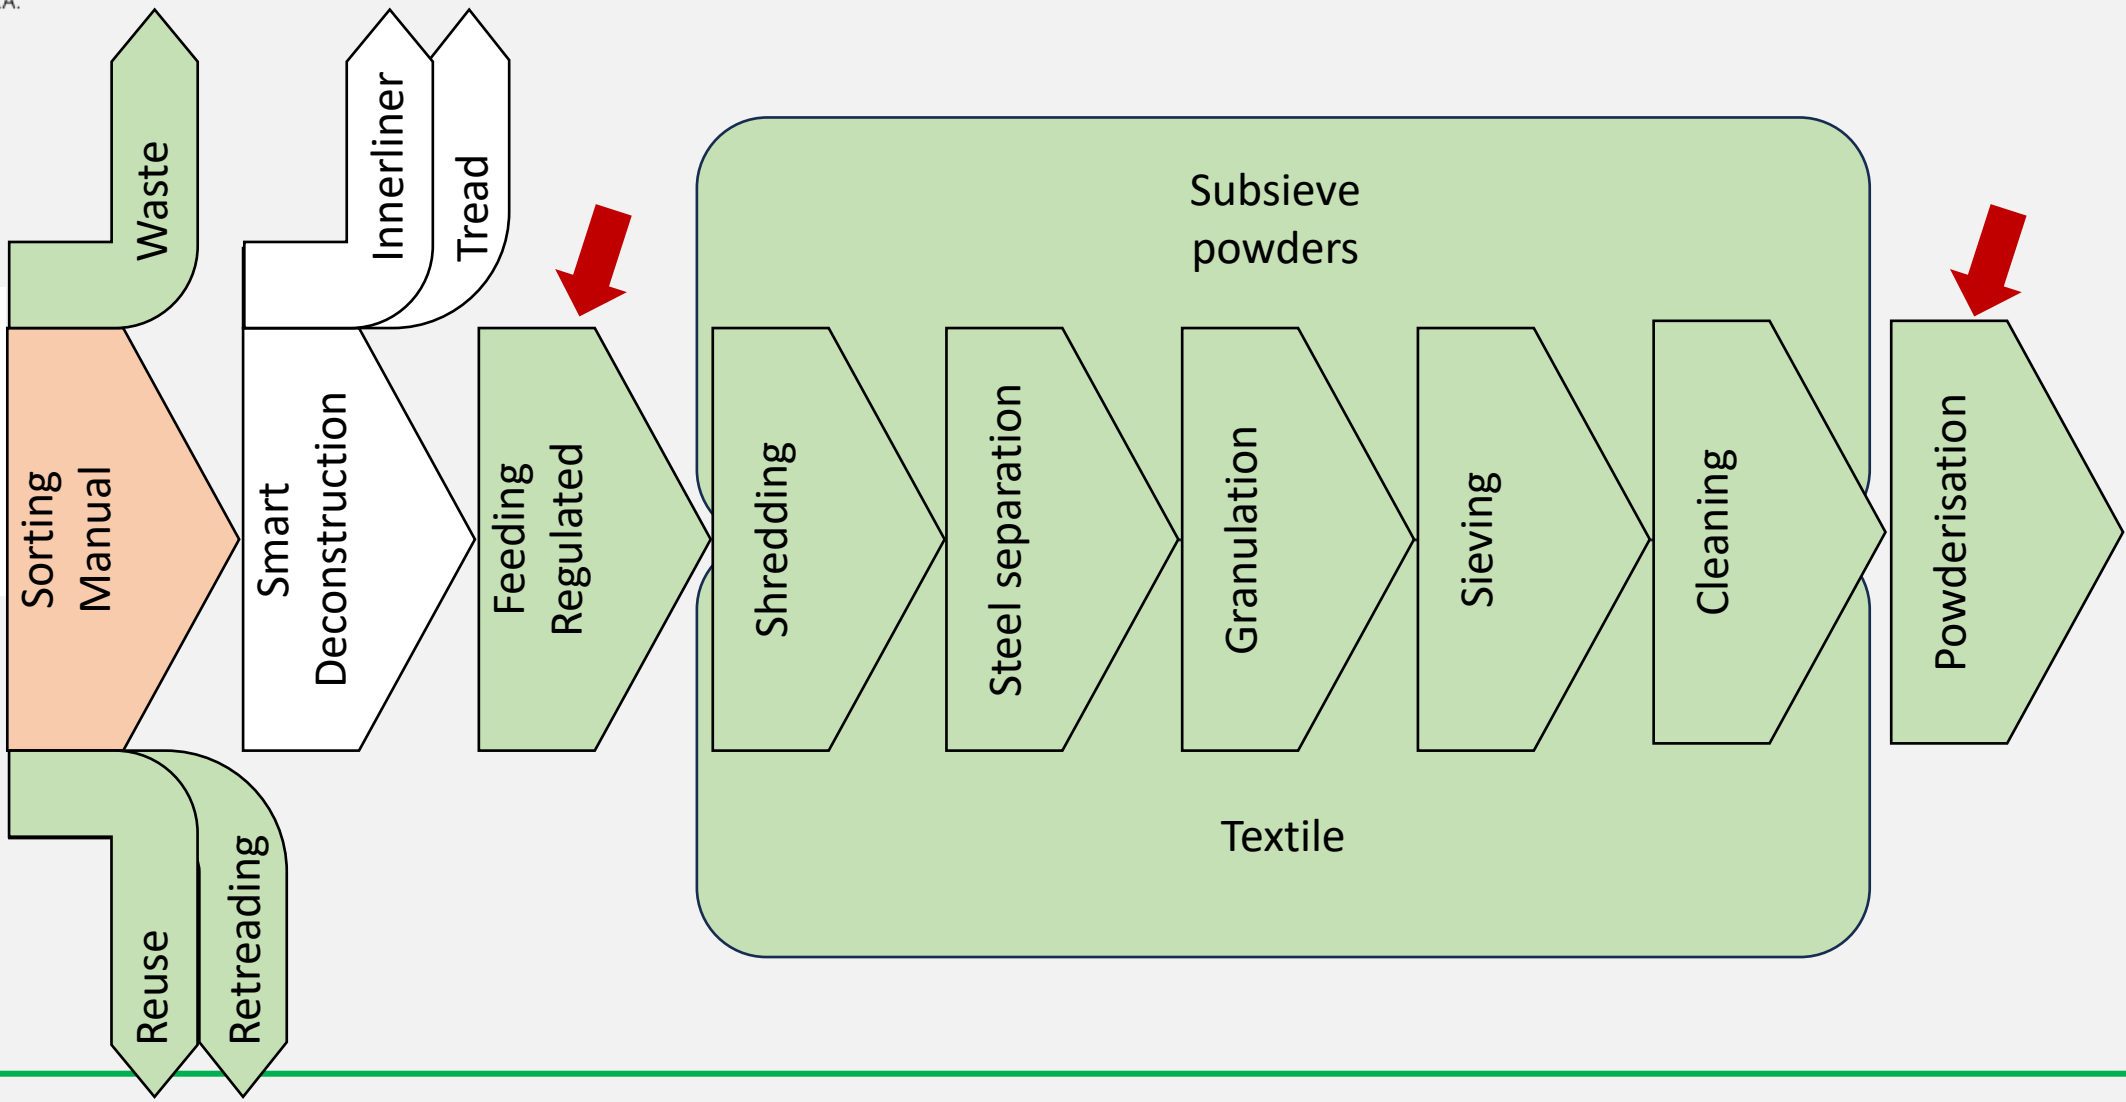 Waste
Innerliner
Tread
Subsieve
powders
Sorting
Manual
Smart
Deconstruction
Feeding
Regulated
Shredding
Steel separation
Granulation
Sieving
Cleaning
Powderisation
Textile
Reuse
Retreading